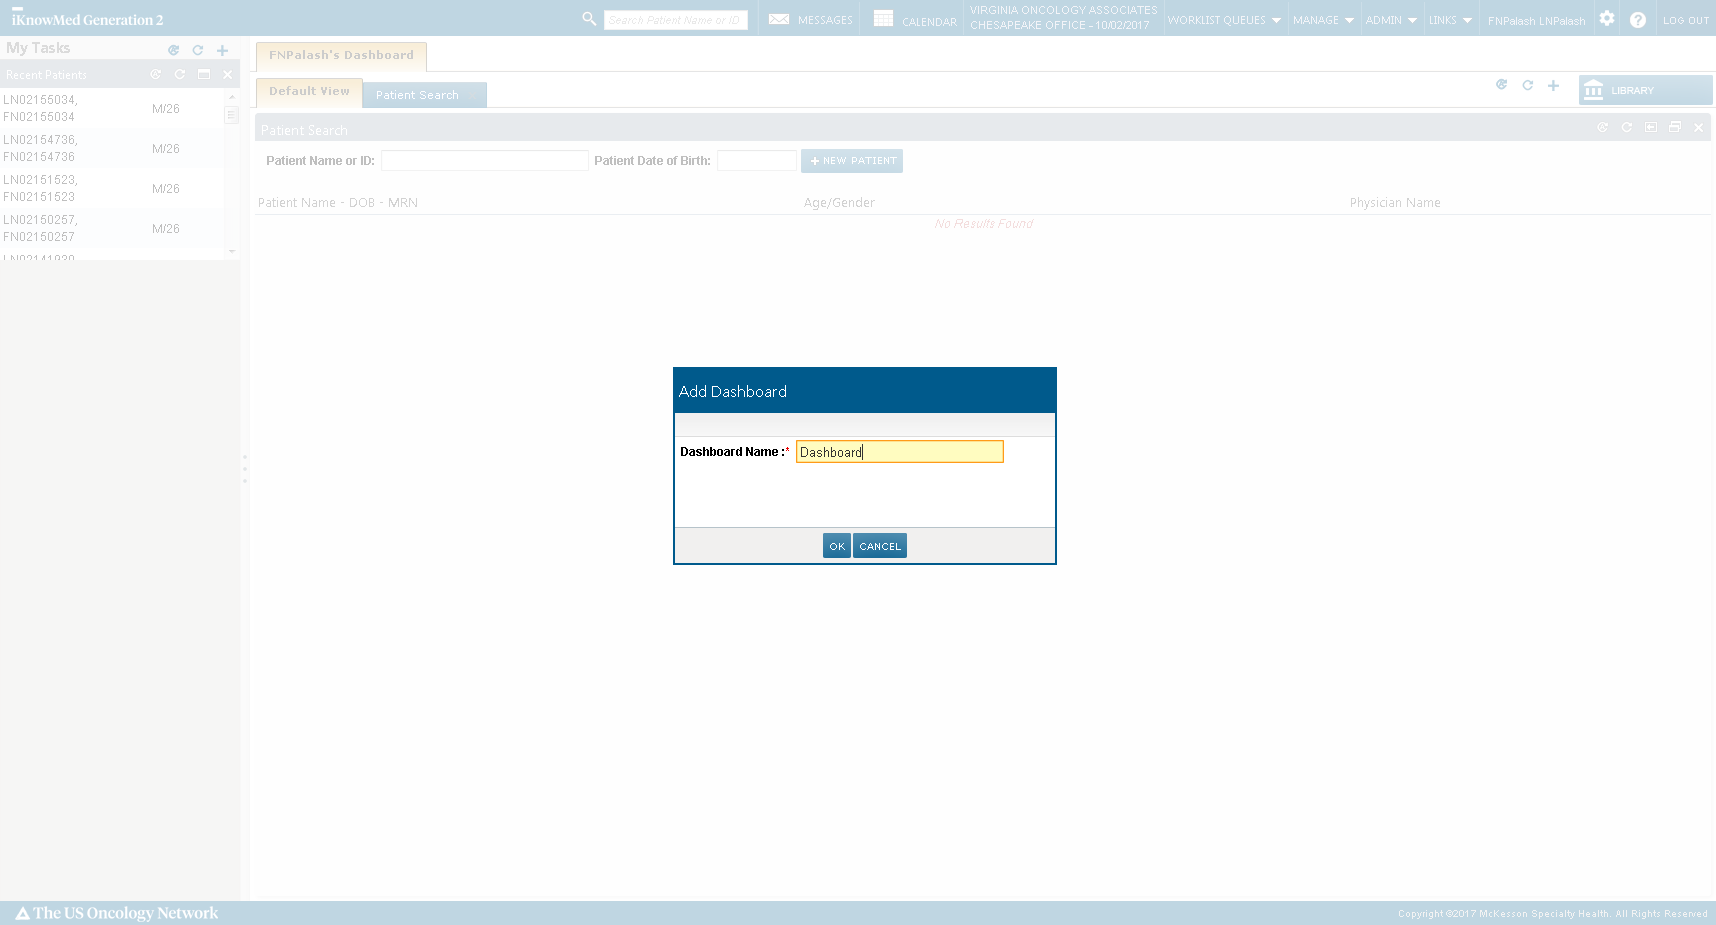 iKnowMed Generation 2
Search Patient Name or ID
MESSAGES
CALENDAR
VIRGINIA ONCOLOGY ASSOCIATES
CHESAPEAKE OFFICE - 10/02/2017
WORKLIST QUEUES
MANAGE
ADMIN
LINKS
FNPalash LNPalash
LOG OUT
My Tasks
Recent Patients
LN02155034,
FN02155034
M/26
LN02154736,
FN02154736
M/26
LN02151523,
FN02151523
M/26
LN02150257,
FN02150257
M/26
FNPalash's Dashboard
Default View
Patient Search
LIBRARY
Patient Search
Patient Name or ID:
Patient Date of Birth:
+ NEW PATIENT
Patient Name - DOB - MRN
Age/Gender
Physician Name
No Results Found
Add Dashboard
Dashboard Name :*
Dashboard
OK
CANCEL
The US Oncology Network
Copyright ©2017 McKesson Specialty Health. All Rights Reserved